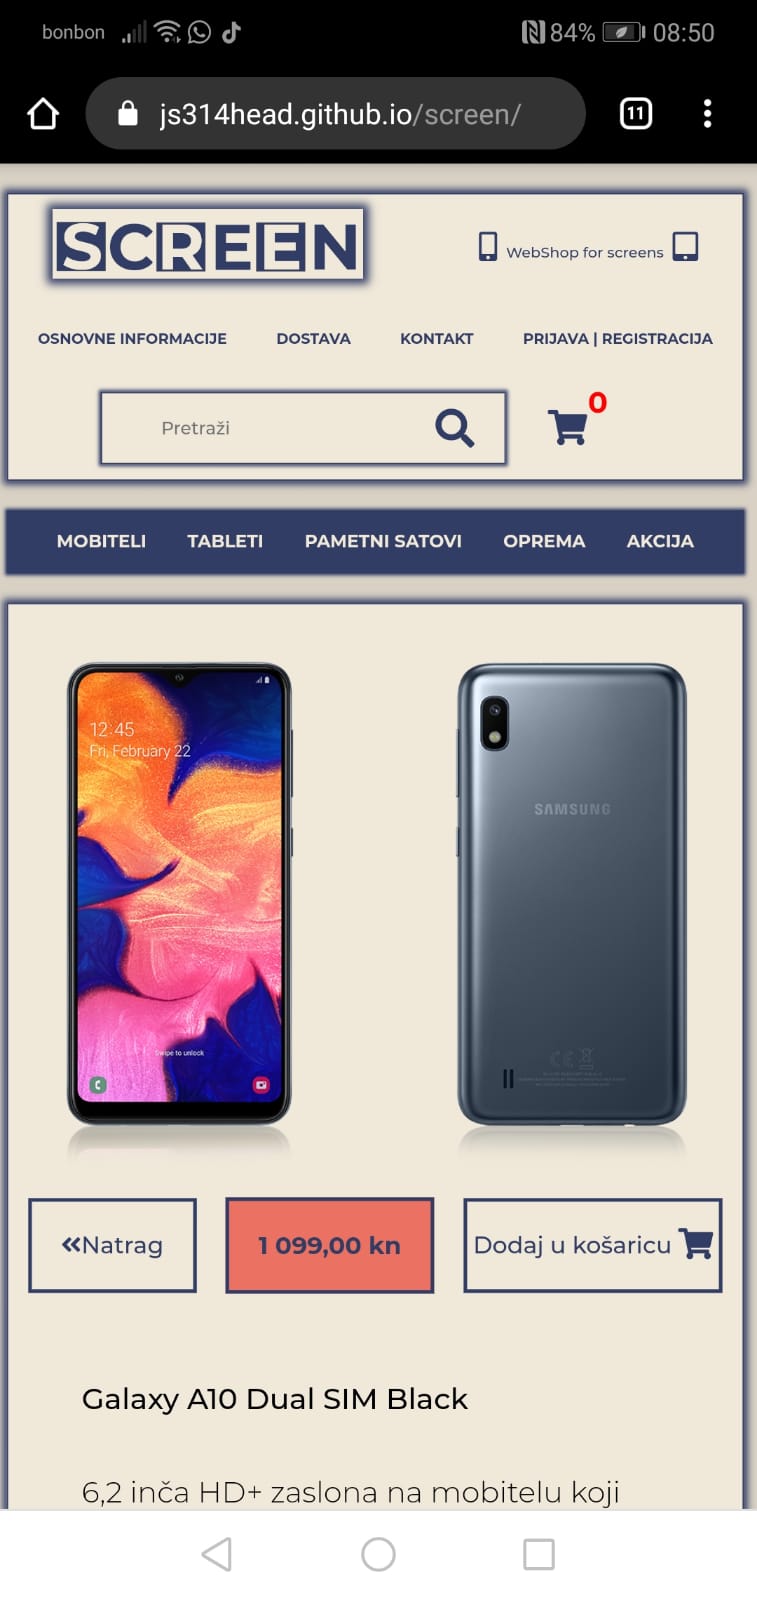 bonbon 84% 08:50
js314head.github.io/screen/ 11
SCREEN
WebShop for screens
OSNOVNE INFORMACIJE DOSTAVA KONTAKT PRIJAVA | REGISTRACIJA
0
Pretraži
MOBITELI TABLETI PAMETNI SATOVI OPREMA AKCIJA
12:45
Fri, February 22
SAMSUNG
Swipe to unlock
CE
«Natrag 1 099,00 kn Dodaj u košaricu
Galaxy A10 Dual SIM Black
6,2 inča HD+ zaslona na mobitelu koji